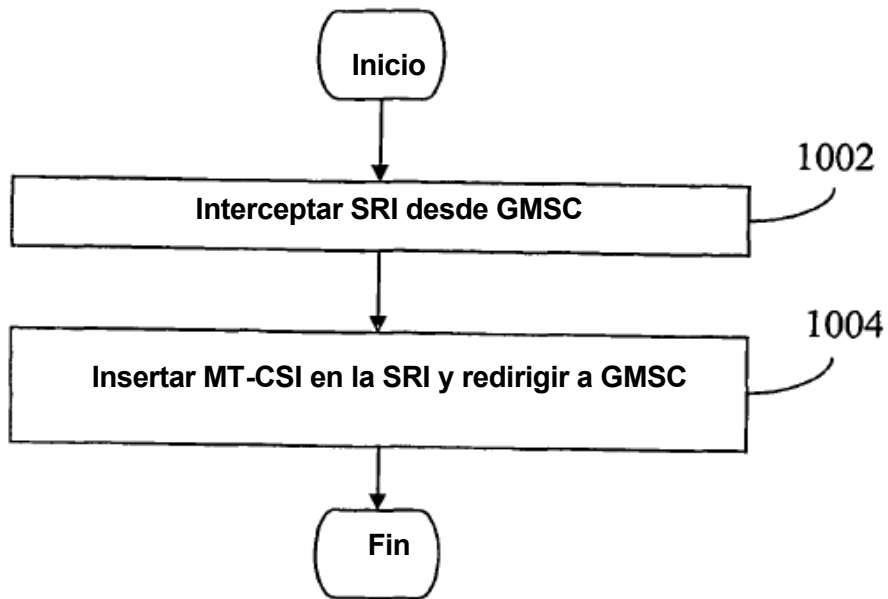 Inicio
1002
Interceptar SRI desde GMSC
1004
Insertar MT-CSI en la SRI y redirigir a GMSC
Fin